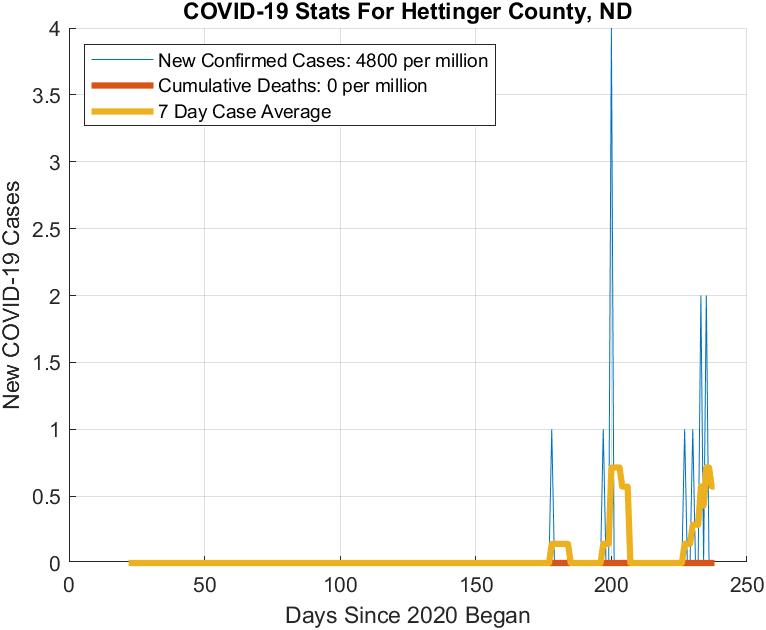 COVID-19 Stats For Hettinger County, ND
New Confirmed Cases: 4800 per million
Cumulative Deaths: 0 per million
7 Day Case Average
New COVID-19 Cases
4
3.5
3
2.5
2
1.5
1
0.5
0
0 50 100 150 200 250
Days Since 2020 Began